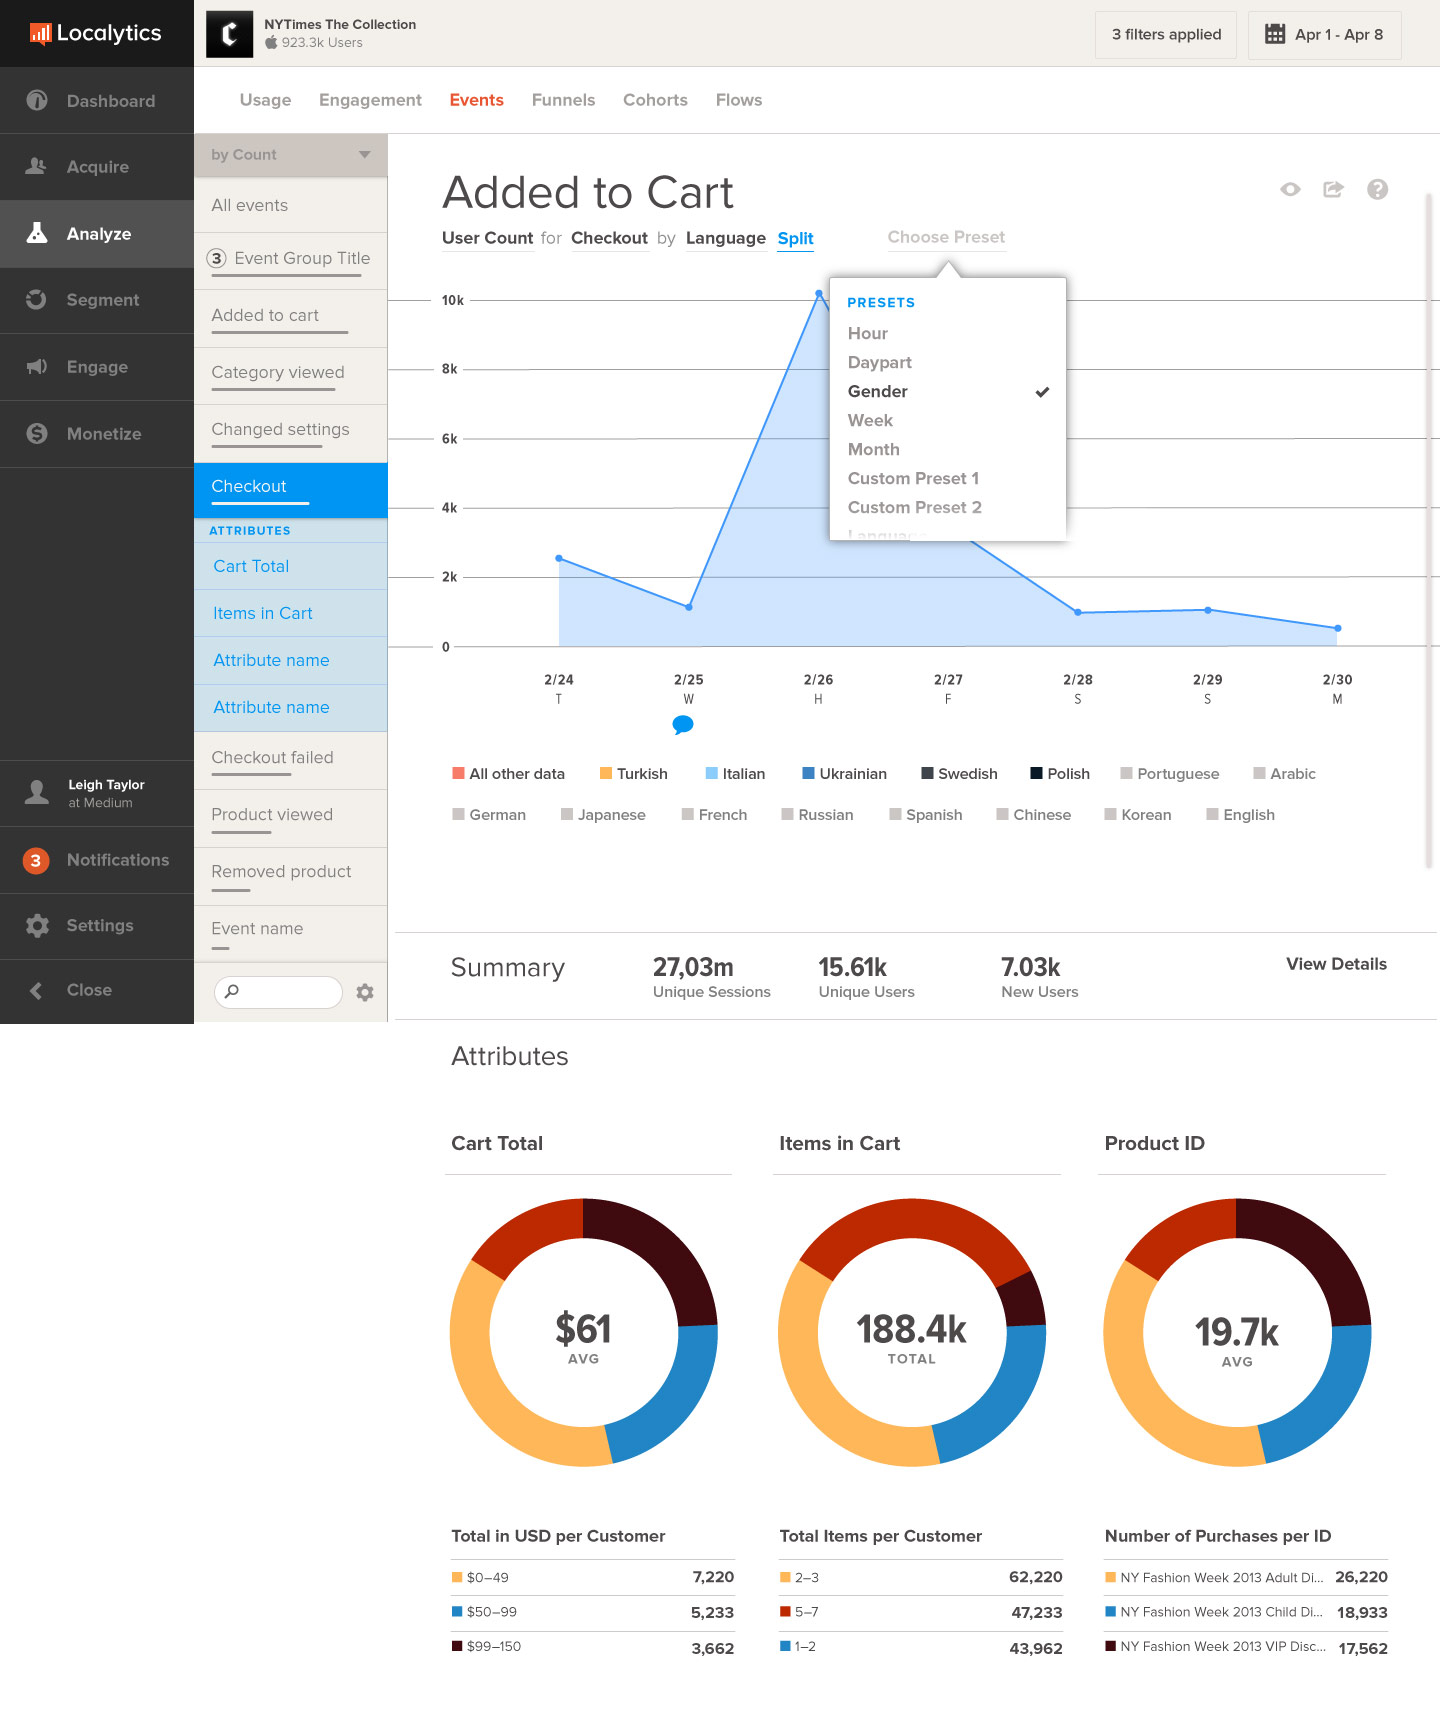 Localytics
NYTimes The Collection
923.3k Users
3 filters applied
Apr 1 - Apr 8
Dashboard
Acquire
Analyze
Segment
Engage
Monetize
Leigh Taylor
at Medium
3 Notifications
Settings
Close
Usage Engagement Events Funnels Cohorts Flows
by Count
All events
3 Event Group Title
Added to cart
Category viewed
Changed settings
Checkout
ATTRIBUTES
Cart Total
Items in Cart
Attribute name
Attribute name
Checkout failed
Product viewed
Removed product
Event name
Added to Cart
User Count for Checkout by Language Split
Choose Preset
PRESETS
Hour
Daypart
Gender
Week
Month
Custom Preset 1
Custom Preset 2
Language
10k
8k
6k
4k
2k
0
2/24 2/25 2/26 2/27 2/28 2/29 2/30
T W H F S S M
All other data Turkish Italian Ukrainian Swedish Polish Portuguese Arabic
German Japanese French Russian Spanish Chinese Korean English
Summary
27,03m
Unique Sessions
15.61k
Unique Users
7.03k
New Users
View Details
Attributes
Cart Total
$61
AVG
Total in USD per Customer
$0–49 7,220
$50–99 5,233
$99–150 3,662
Items in Cart
188.4k
TOTAL
Total Items per Customer
2–3 62,220
5–7 47,233
1–2 43,962
Product ID
19.7k
AVG
Number of Purchases per ID
NY Fashion Week 2013 Adult Di... 26,220
NY Fashion Week 2013 Child Di... 18,933
NY Fashion Week 2013 VIP Disc... 17,562